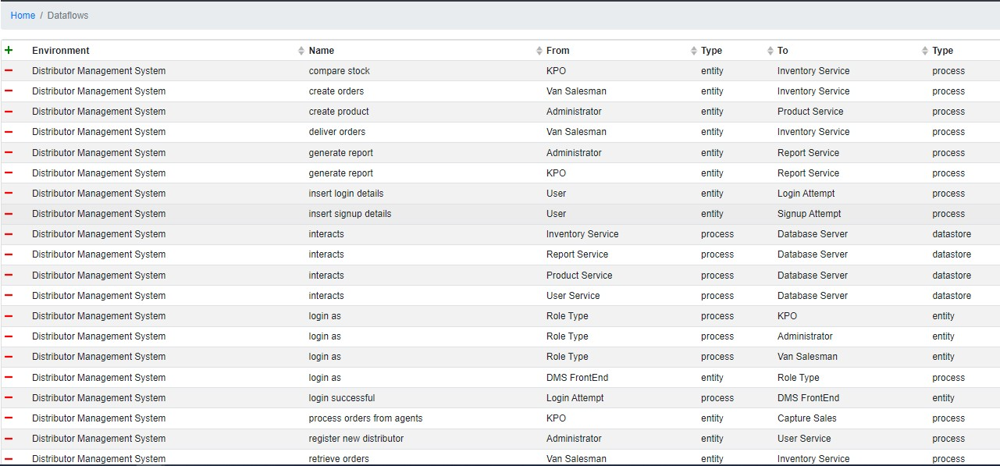 Home / Dataflows
Environment Name From Type To Type
Distributor Management System compare stock KPO entity Inventory Service process
Distributor Management System create orders Van Salesman entity Inventory Service process
Distributor Management System create product Administrator entity Product Service process
Distributor Management System deliver orders Van Salesman entity Inventory Service process
Distributor Management System generate report Administrator entity Report Service process
Distributor Management System generate report KPO entity Report Service process
Distributor Management System insert login details User entity Login Attempt process
Distributor Management System insert signup details User entity Signup Attempt process
Distributor Management System interacts Inventory Service process Database Server datastore
Distributor Management System interacts Report Service process Database Server datastore
Distributor Management System interacts Product Service process Database Server datastore
Distributor Management System interacts User Service process Database Server datastore
Distributor Management System login as Role Type process KPO entity
Distributor Management System login as Role Type process Administrator entity
Distributor Management System login as Role Type process Van Salesman entity
Distributor Management System login as DMS FrontEnd entity Role Type process
Distributor Management System login successful Login Attempt process DMS FrontEnd entity
Distributor Management System process orders from agents KPO entity Capture Sales process
Distributor Management System register new distributor Administrator entity User Service process
Distributor Management System retrieve orders Van Salesman entity Inventory Service process